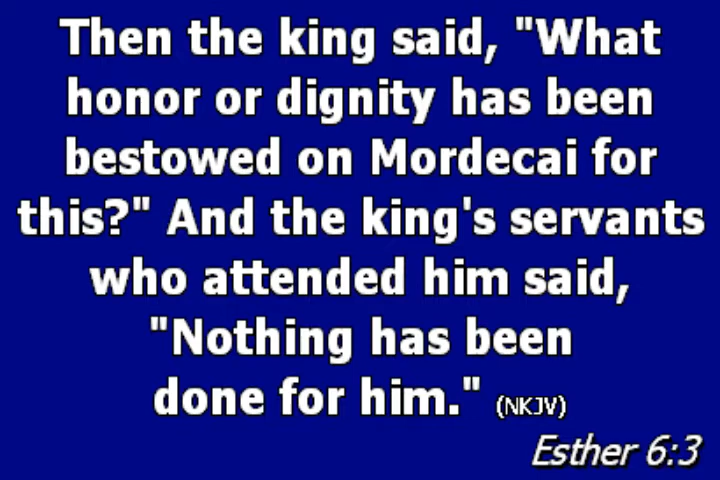 Then the king said, "What
honor or dignity has been
bestowed on Mordecai for
this?" And the king's servants
who attended him said,
"Nothing has been
done for him." (NKJV)
Esther 6:3